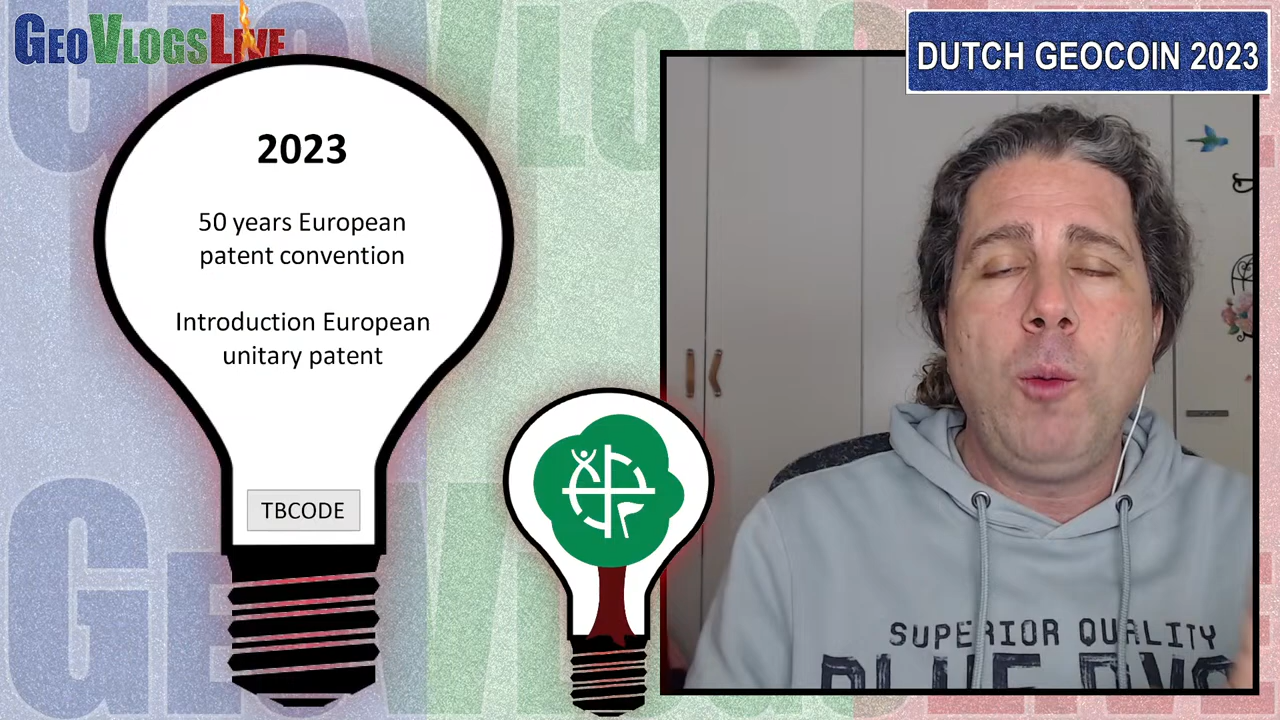 GEOVLOGSLIVE
DUTCH GEOCOIN 2023
2023
50 years European
patent convention
Introduction European
unitary patent
TBCODE
SUPERIOR QUALITY